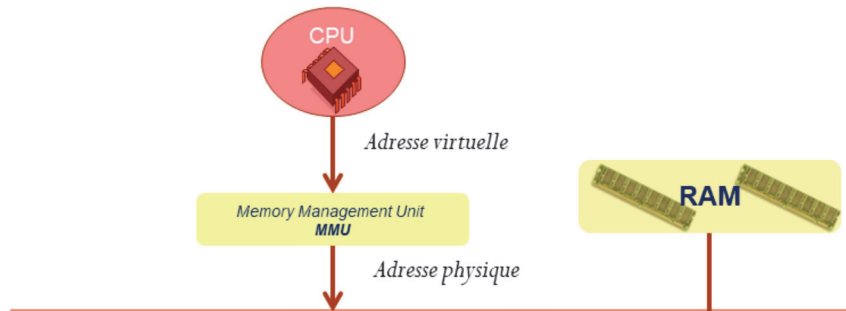 CPU
Adresse virtuelle
Memory Management Unit
MMU
RAM
Adresse physique